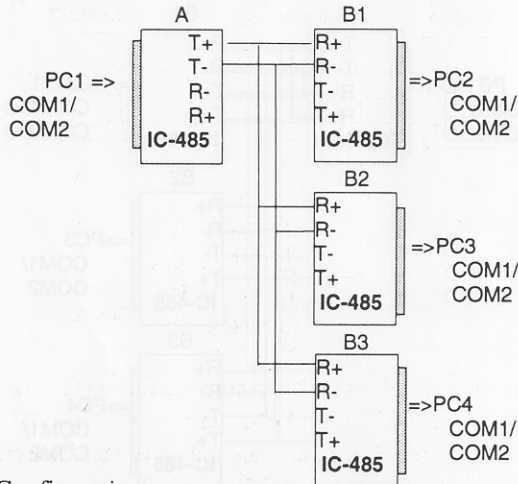 A
B1
T+
T-
R-
R+
IC-485
PC1 =>
COM1/
COM2
R+
R-
T-
T+
IC-485
=>PC2
COM1/
COM2
B2
R+
R-
T-
T+
IC-485
=>PC3
COM1/
COM2
B3
R+
R-
T-
T+
IC-485
=>PC4
COM1/
COM2